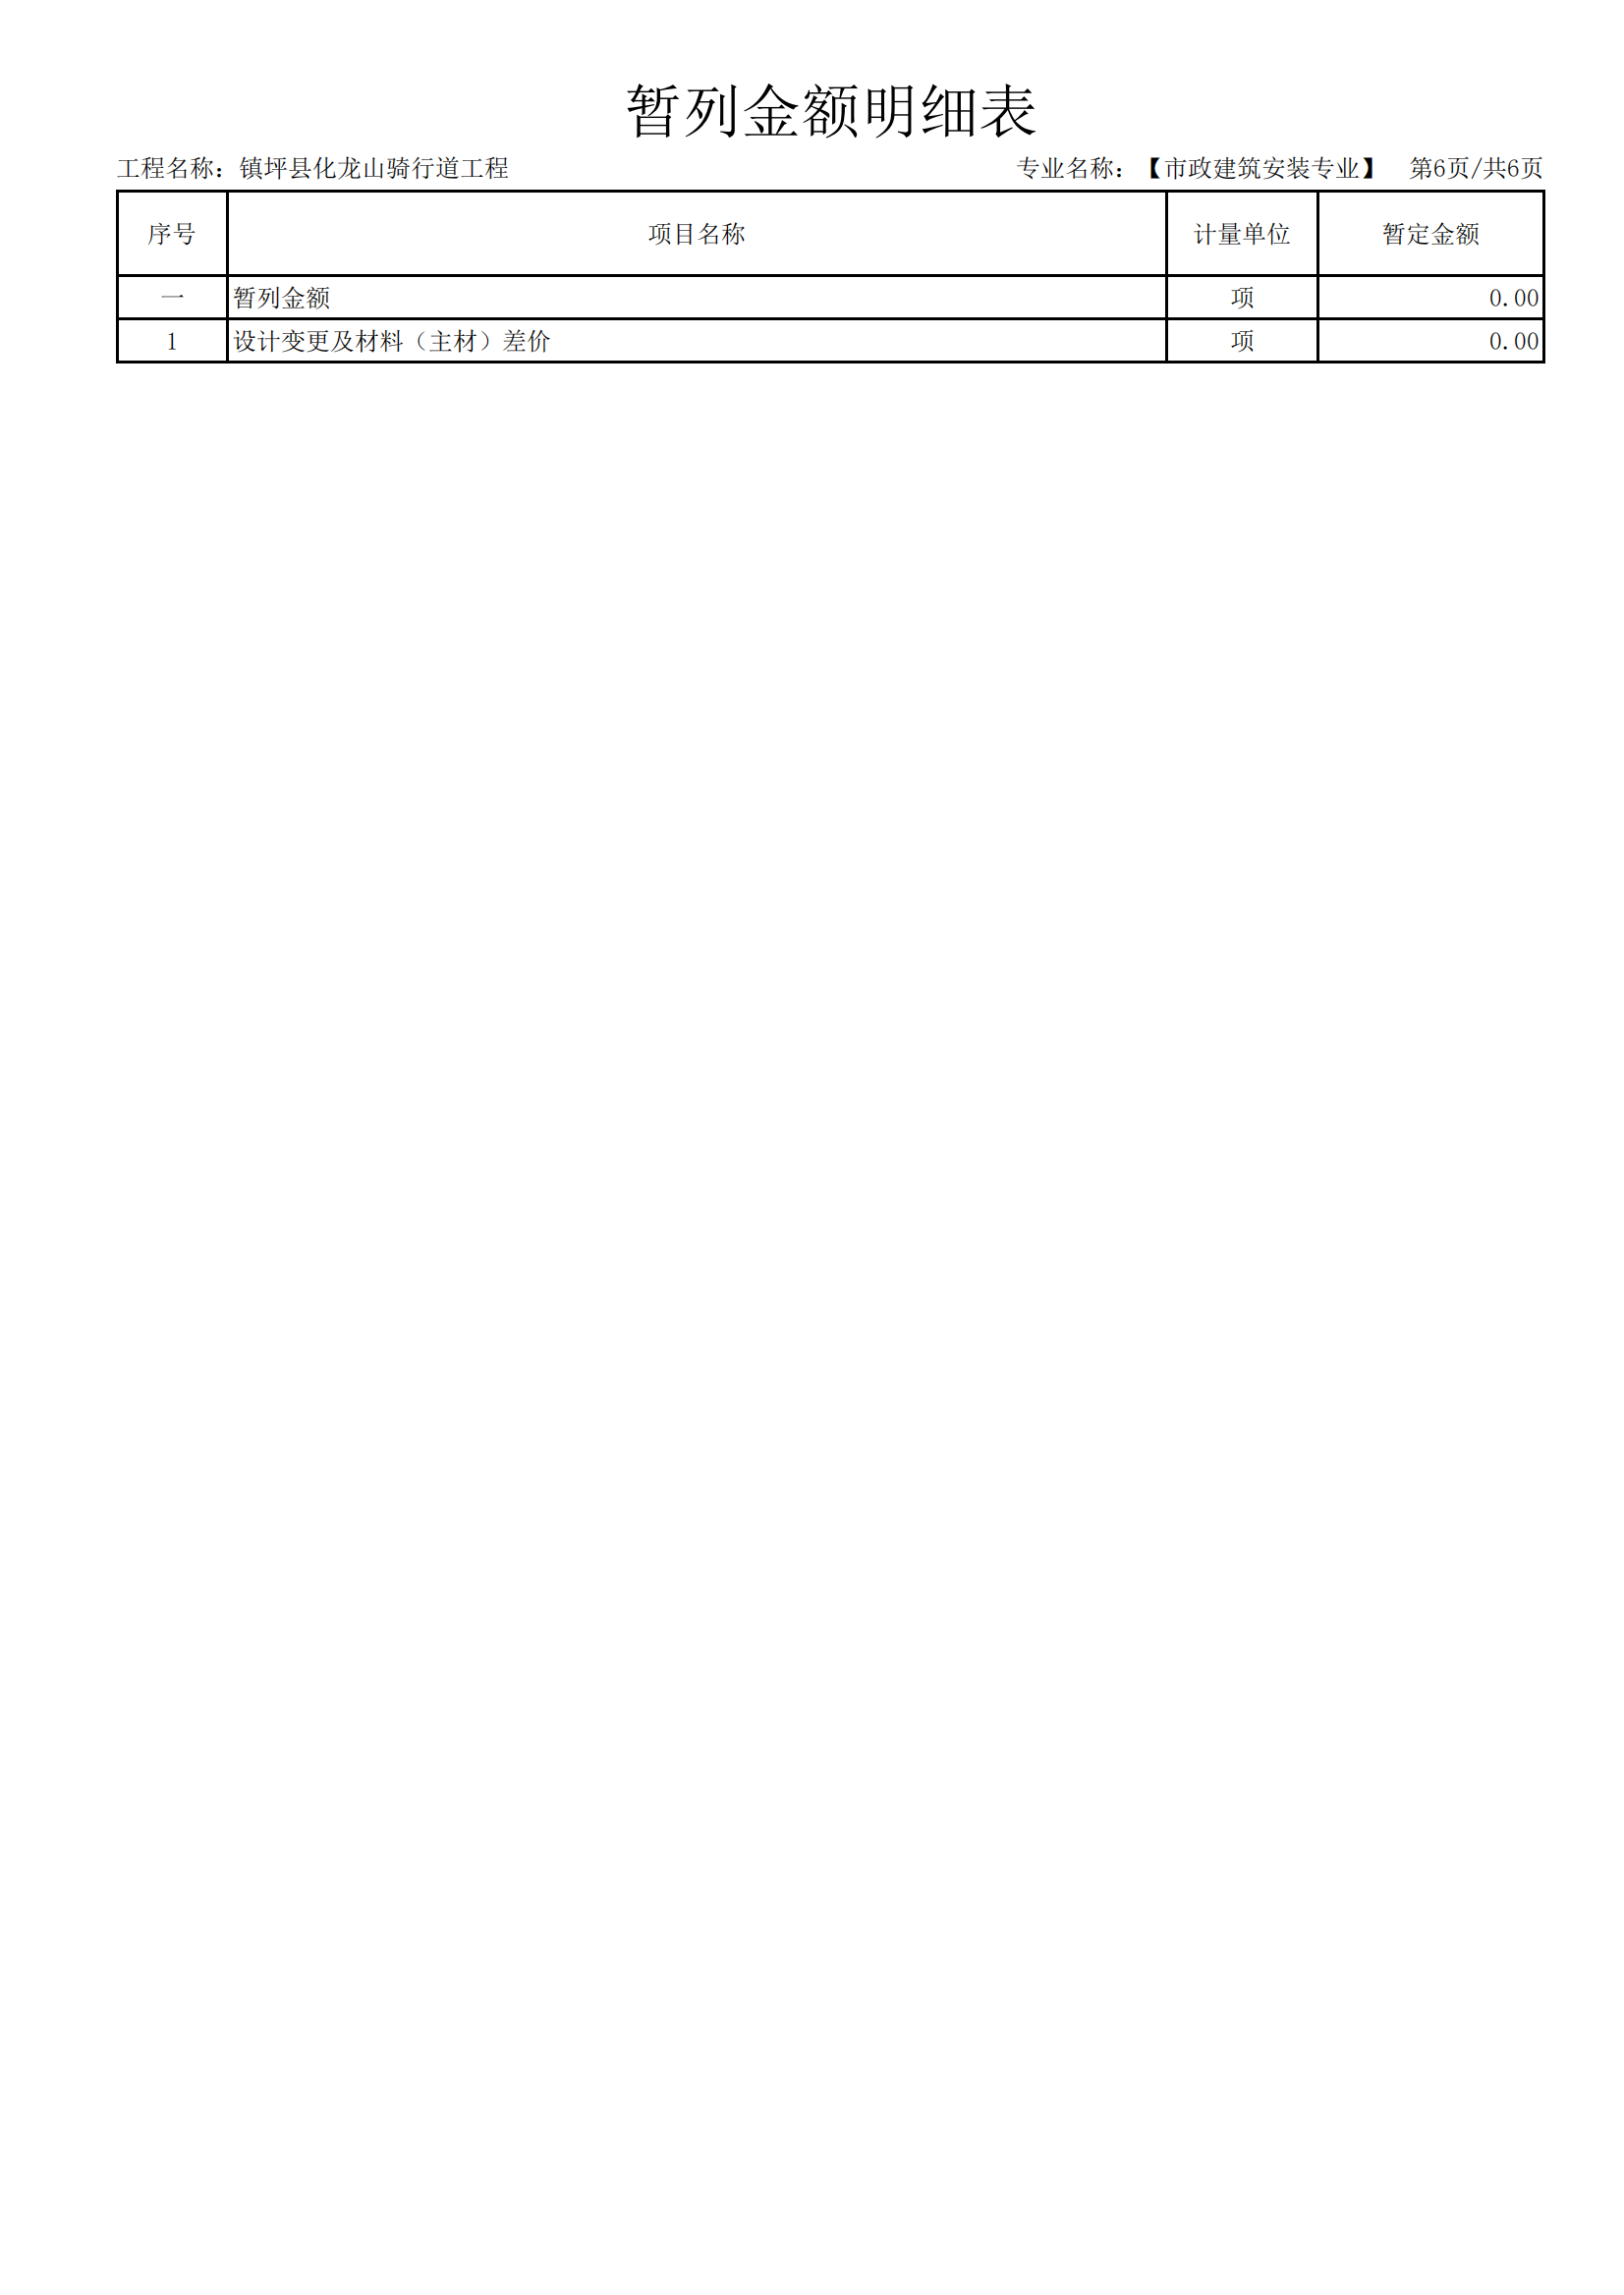 暂列金额明细表
工程名称：镇坪县化龙山骑行道工程 专业名称：【市政建筑安装专业】 第6页/共6页
序号 项目名称 计量单位 暂定金额
一 暂列金额 项 0.00
1 设计变更及材料（主材）差价 项 0.00